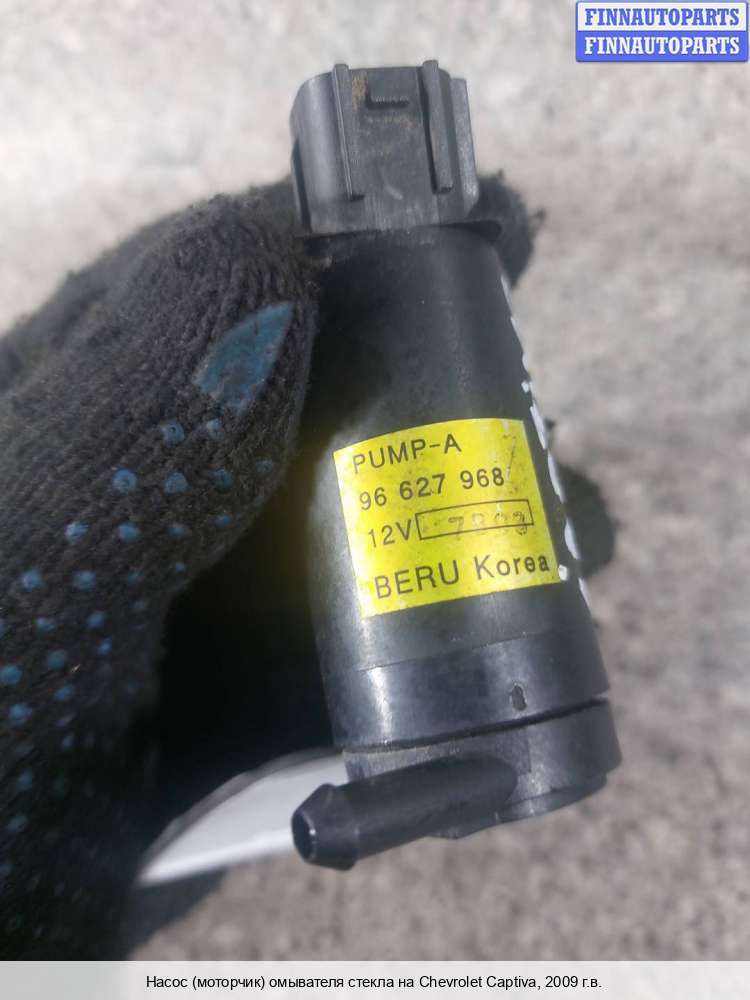 FINNAUTOPARTS
FINNAUTOPARTS
PUMP-A
96 627 968
12V
BERU Korea
Насос (моторчик) омывателя стекла на Chevrolet Captiva, 2009 г.в.